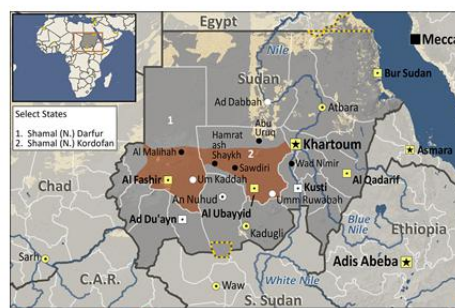 Egypt
Nile
Mecca
Sudan
Bur Sudan
Ad Dabbah
Atbara
Select States
1. Shamal (N.) Darfur
2. Shamal (N.) Kordofan
1
Abu
Uruq
Hamrat
ash
Shaykh
2
Khartoum
Asmara
Al Malihah
Sawdiri
Wad Nimir
Chad
Al Fashir
Um Kaddah
Kusti
Al Qadarif
An Nuhud
Umm Ruwabah
Ad Du'ayn
Al Ubayyid
Blue
Nile
Ethiopia
Kadugli
Sarh
White Nile
Adis Abeba
C.A.R.
Waw
S. Sudan